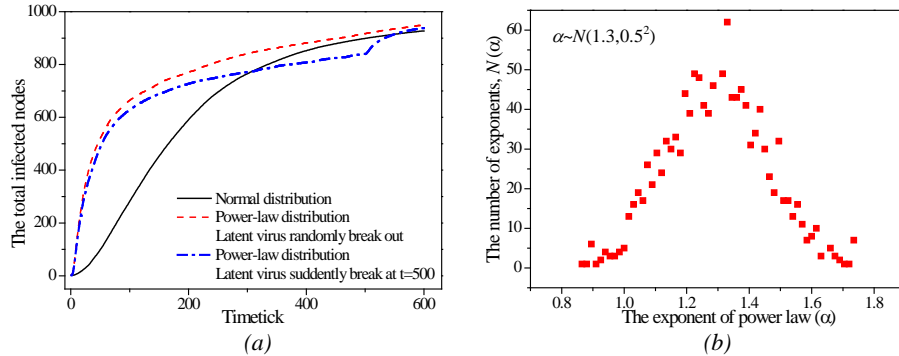 1000
800
600
400
200
0
The total infected nodes
Normal distribution
Power-law distribution
Latent virus randomly break out
Power-law distribution
Latent virus suddenly break at t=500
0 200 400 600
Timetick
(a)
α~N(1.3,0.5²)
60
50
40
30
20
10
0
The number of exponents, N(α)
0.8 1.0 1.2 1.4 1.6 1.8
The exponent of power law (α)
(b)